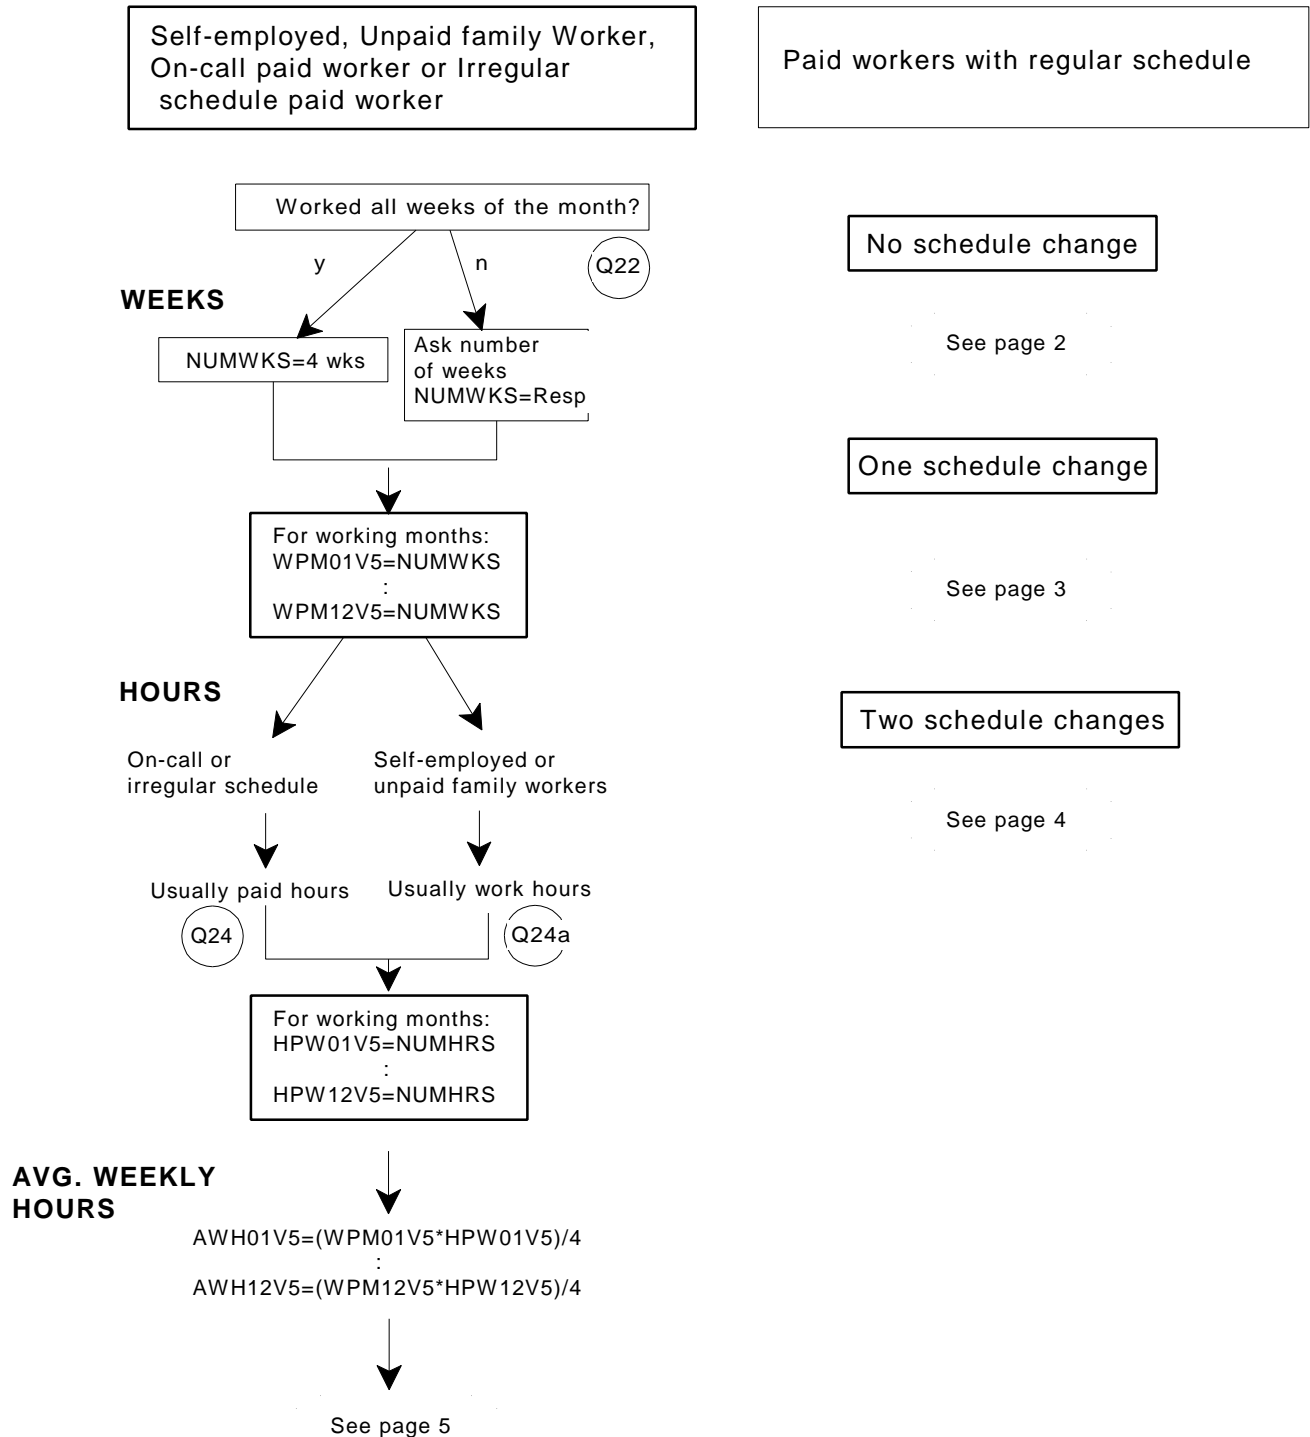 Self-employed, Unpaid family Worker,
On-call paid worker or Irregular
schedule paid worker
Paid workers with regular schedule
Worked all weeks of the month?
y
n
Q22
WEEKS
NUMWKS=4 wks
Ask number
of weeks
NUMWKS=Resp
For working months:
WPM01V5=NUMWKS
:
WPM12V5=NUMWKS
HOURS
On-call or
irregular schedule
Self-employed or
unpaid family workers
Usually paid hours
Usually work hours
Q24
Q24a
For working months:
HPW01V5=NUMHRS
:
HPW12V5=NUMHRS
AVG. WEEKLY
HOURS
AWH01V5=(WPM01V5*HPW01V5)/4
:
AWH12V5=(WPM12V5*HPW12V5)/4
See page 5
No schedule change
See page 2
One schedule change
See page 3
Two schedule changes
See page 4